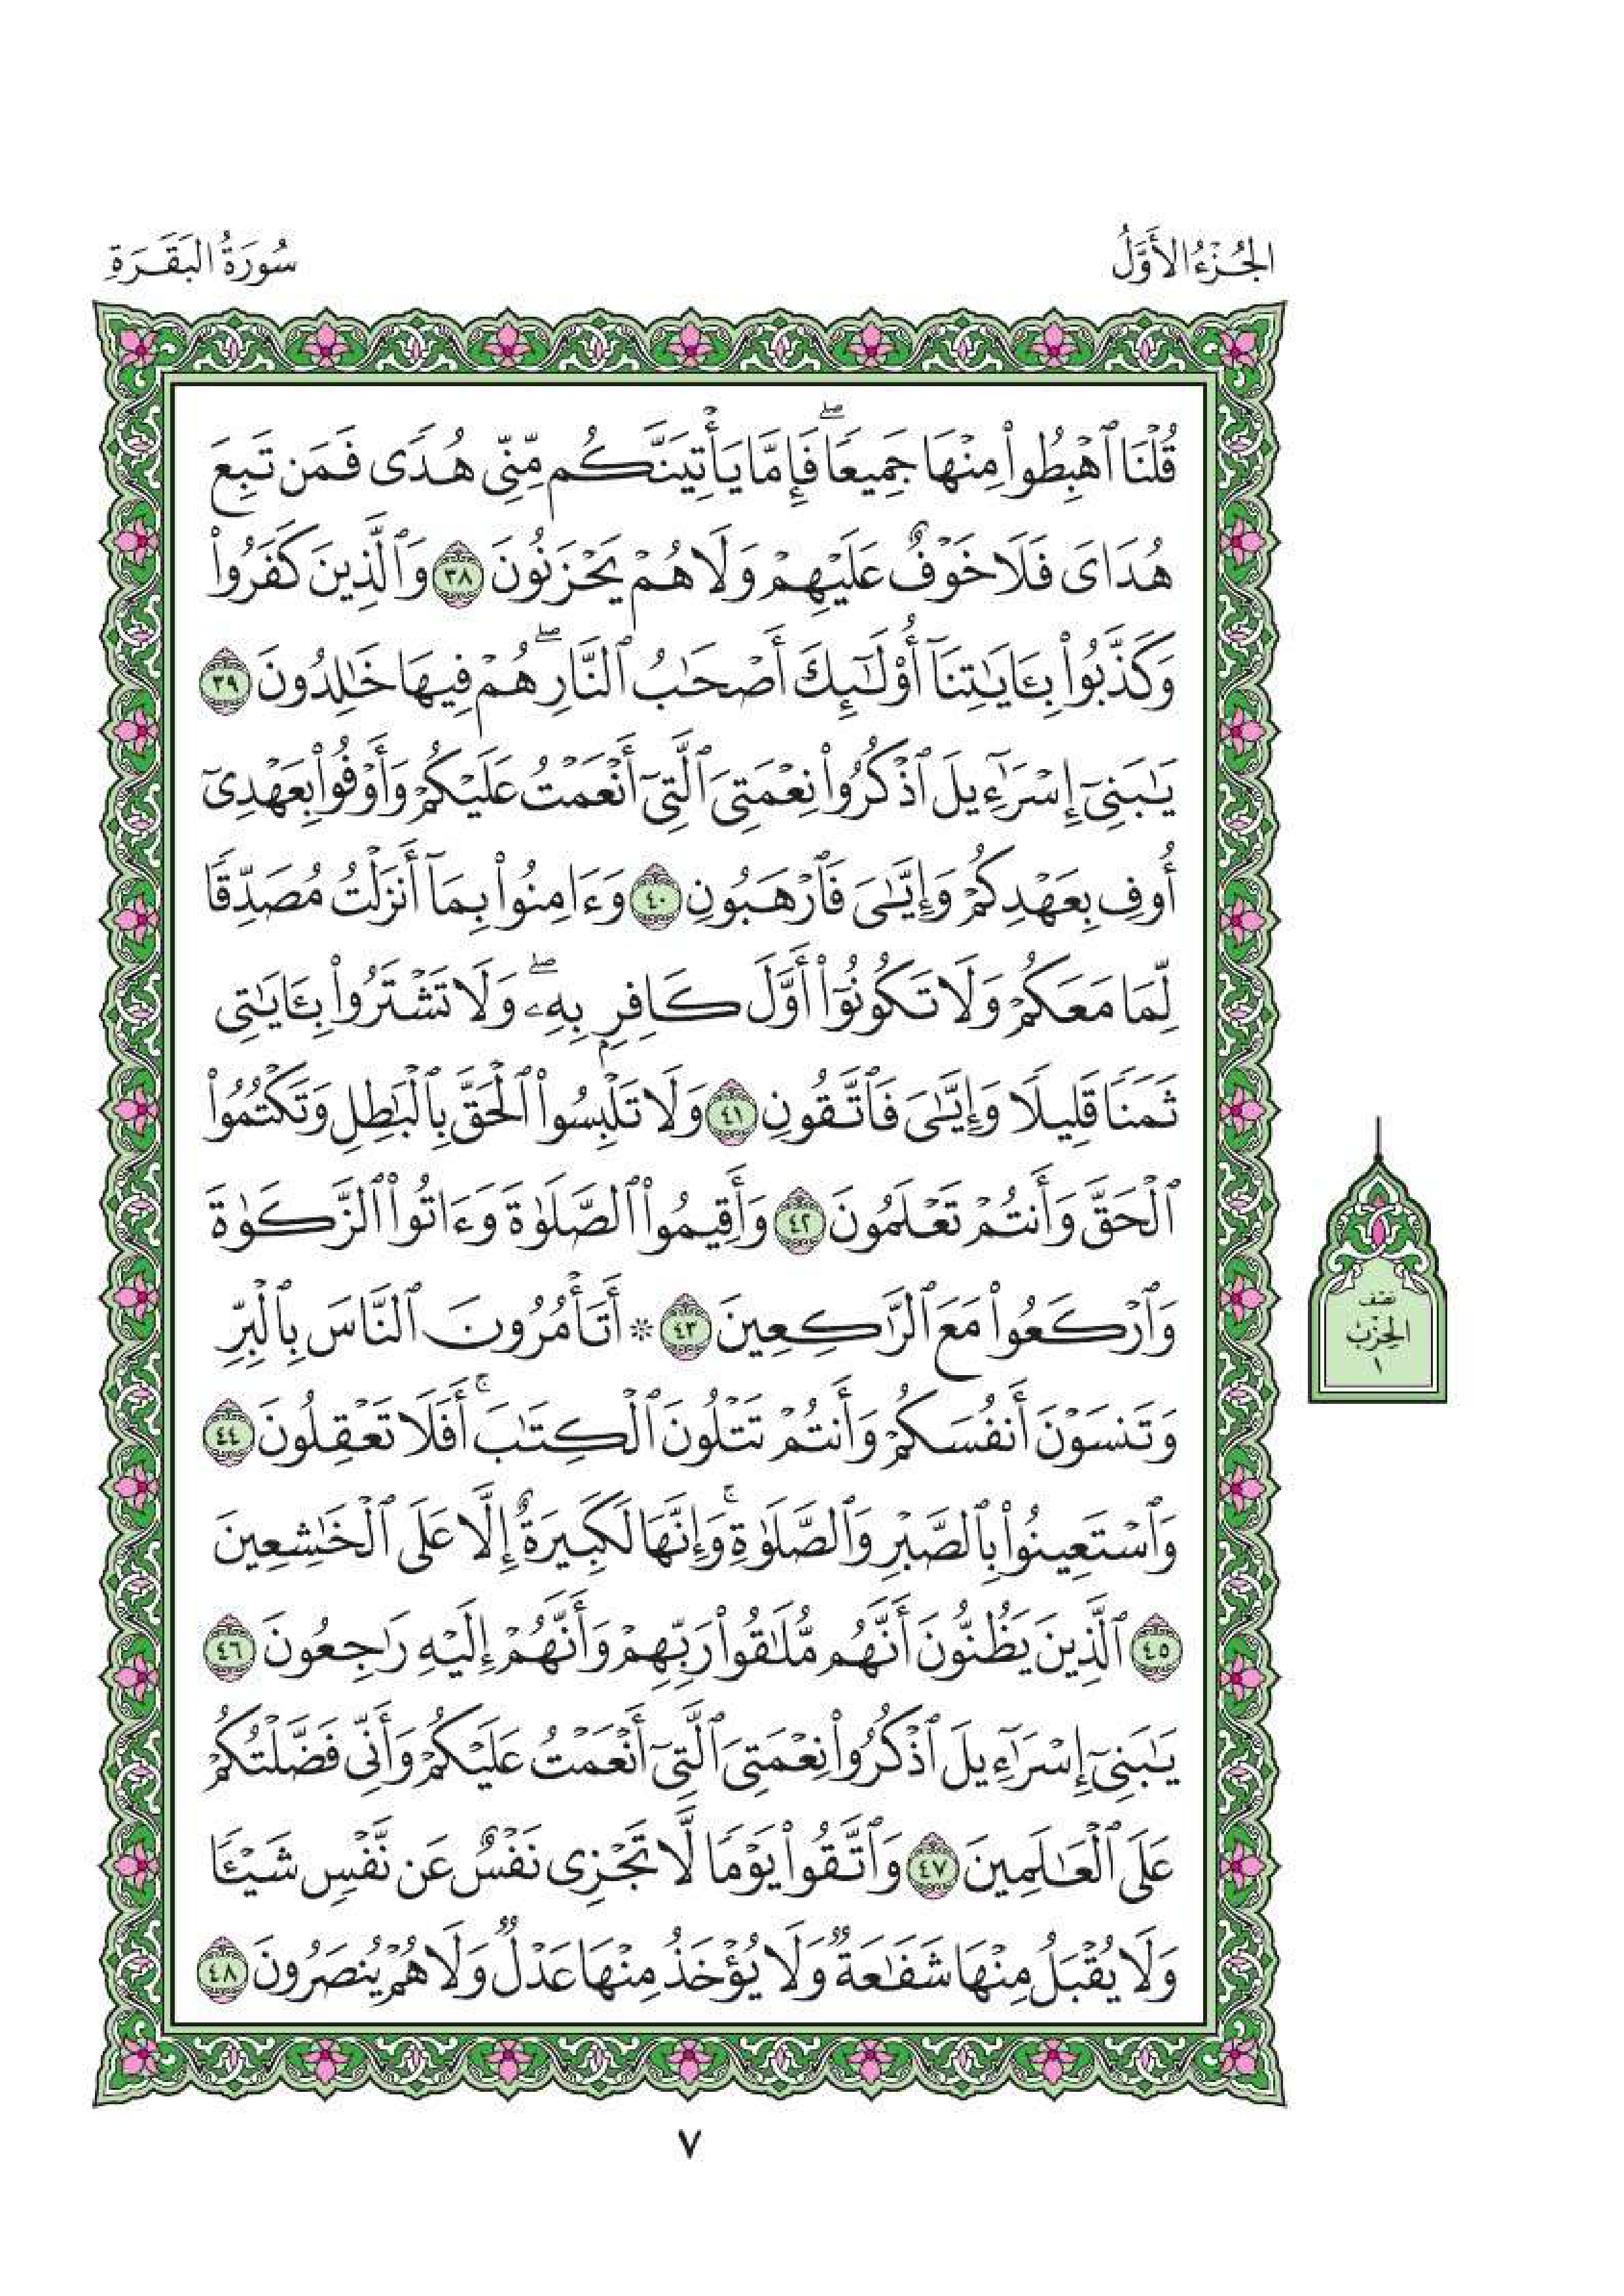 الجُزْءُ الأَوَّلُ
سُورَةُ البَقَرَةِ
قُلْنَا ٱهْبِطُوا۟ مِنْهَا جَمِيعًۭا ۖ فَإِمَّا يَأْتِيَنَّكُم مِّنِّى هُدًۭى فَمَن تَبِعَ
هُدَاىَ فَلَا خَوْفٌ عَلَيْهِمْ وَلَا هُمْ يَحْزَنُونَ ٣٨ وَٱلَّذِينَ كَفَرُوا۟
وَكَذَّبُوا۟ بِـَٔايَـٰتِنَآ أُو۟لَـٰٓئِكَ أَصْحَـٰبُ ٱلنَّارِ ۖ هُمْ فِيهَا خَـٰلِدُونَ ٣٩
يَـٰبَنِىٓ إِسْرَٰٓءِيلَ ٱذْكُرُوا۟ نِعْمَتِىَ ٱلَّتِىٓ أَنْعَمْتُ عَلَيْكُمْ وَأَوْفُوا۟ بِعَهْدِىٓ
أُوفِ بِعَهْدِكُمْ وَإِيَّـٰىَ فَٱرْهَبُونِ ٤٠ وَءَامِنُوا۟ بِمَآ أَنزَلْتُ مُصَدِّقًۭا
لِّمَا مَعَكُمْ وَلَا تَكُونُوٓا۟ أَوَّلَ كَافِرٍۭ بِهِۦ ۖ وَلَا تَشْتَرُوا۟ بِـَٔايَـٰتِى
ثَمَنًۭا قَلِيلًۭا وَإِيَّـٰىَ فَٱتَّقُونِ ٤١ وَلَا تَلْبِسُوا۟ ٱلْحَقَّ بِٱلْبَـٰطِلِ وَتَكْتُمُوا۟
ٱلْحَقَّ وَأَنتُمْ تَعْلَمُونَ ٤٢ وَأَقِيمُوا۟ ٱلصَّلَوٰةَ وَءَاتُوا۟ ٱلزَّكَوٰةَ
وَٱرْكَعُوا۟ مَعَ ٱلرَّٰكِعِينَ ٤٣ ۞ أَتَأْمُرُونَ ٱلنَّاسَ بِٱلْبِرِّ
وَتَنسَوْنَ أَنفُسَكُمْ وَأَنتُمْ تَتْلُونَ ٱلْكِتَـٰبَ ۚ أَفَلَا تَعْقِلُونَ ٤٤
وَٱسْتَعِينُوا۟ بِٱلصَّبْرِ وَٱلصَّلَوٰةِ ۚ وَإِنَّهَا لَكَبِيرَةٌ إِلَّا عَلَى ٱلْخَـٰشِعِينَ
٤٥ ٱلَّذِينَ يَظُنُّونَ أَنَّهُم مُّلَـٰقُوا۟ رَبِّهِمْ وَأَنَّهُمْ إِلَيْهِ رَٰجِعُونَ ٤٦
يَـٰبَنِىٓ إِسْرَٰٓءِيلَ ٱذْكُرُوا۟ نِعْمَتِىَ ٱلَّتِىٓ أَنْعَمْتُ عَلَيْكُمْ وَأَنِّى فَضَّلْتُكُمْ
عَلَى ٱلْعَـٰلَمِينَ ٤٧ وَٱتَّقُوا۟ يَوْمًۭا لَّا تَجْزِى نَفْسٌ عَن نَّفْسٍۢ شَيْـًۭٔا
وَلَا يُقْبَلُ مِنْهَا شَفَـٰعَةٌۭ وَلَا يُؤْخَذُ مِنْهَا عَدْلٌۭ وَلَا هُمْ يُنصَرُونَ ٤٨
نِصْف
الحِزْبِ
١
٧